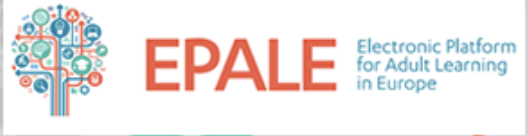 EPALE
Electronic Platform
for Adult Learning
in Europe